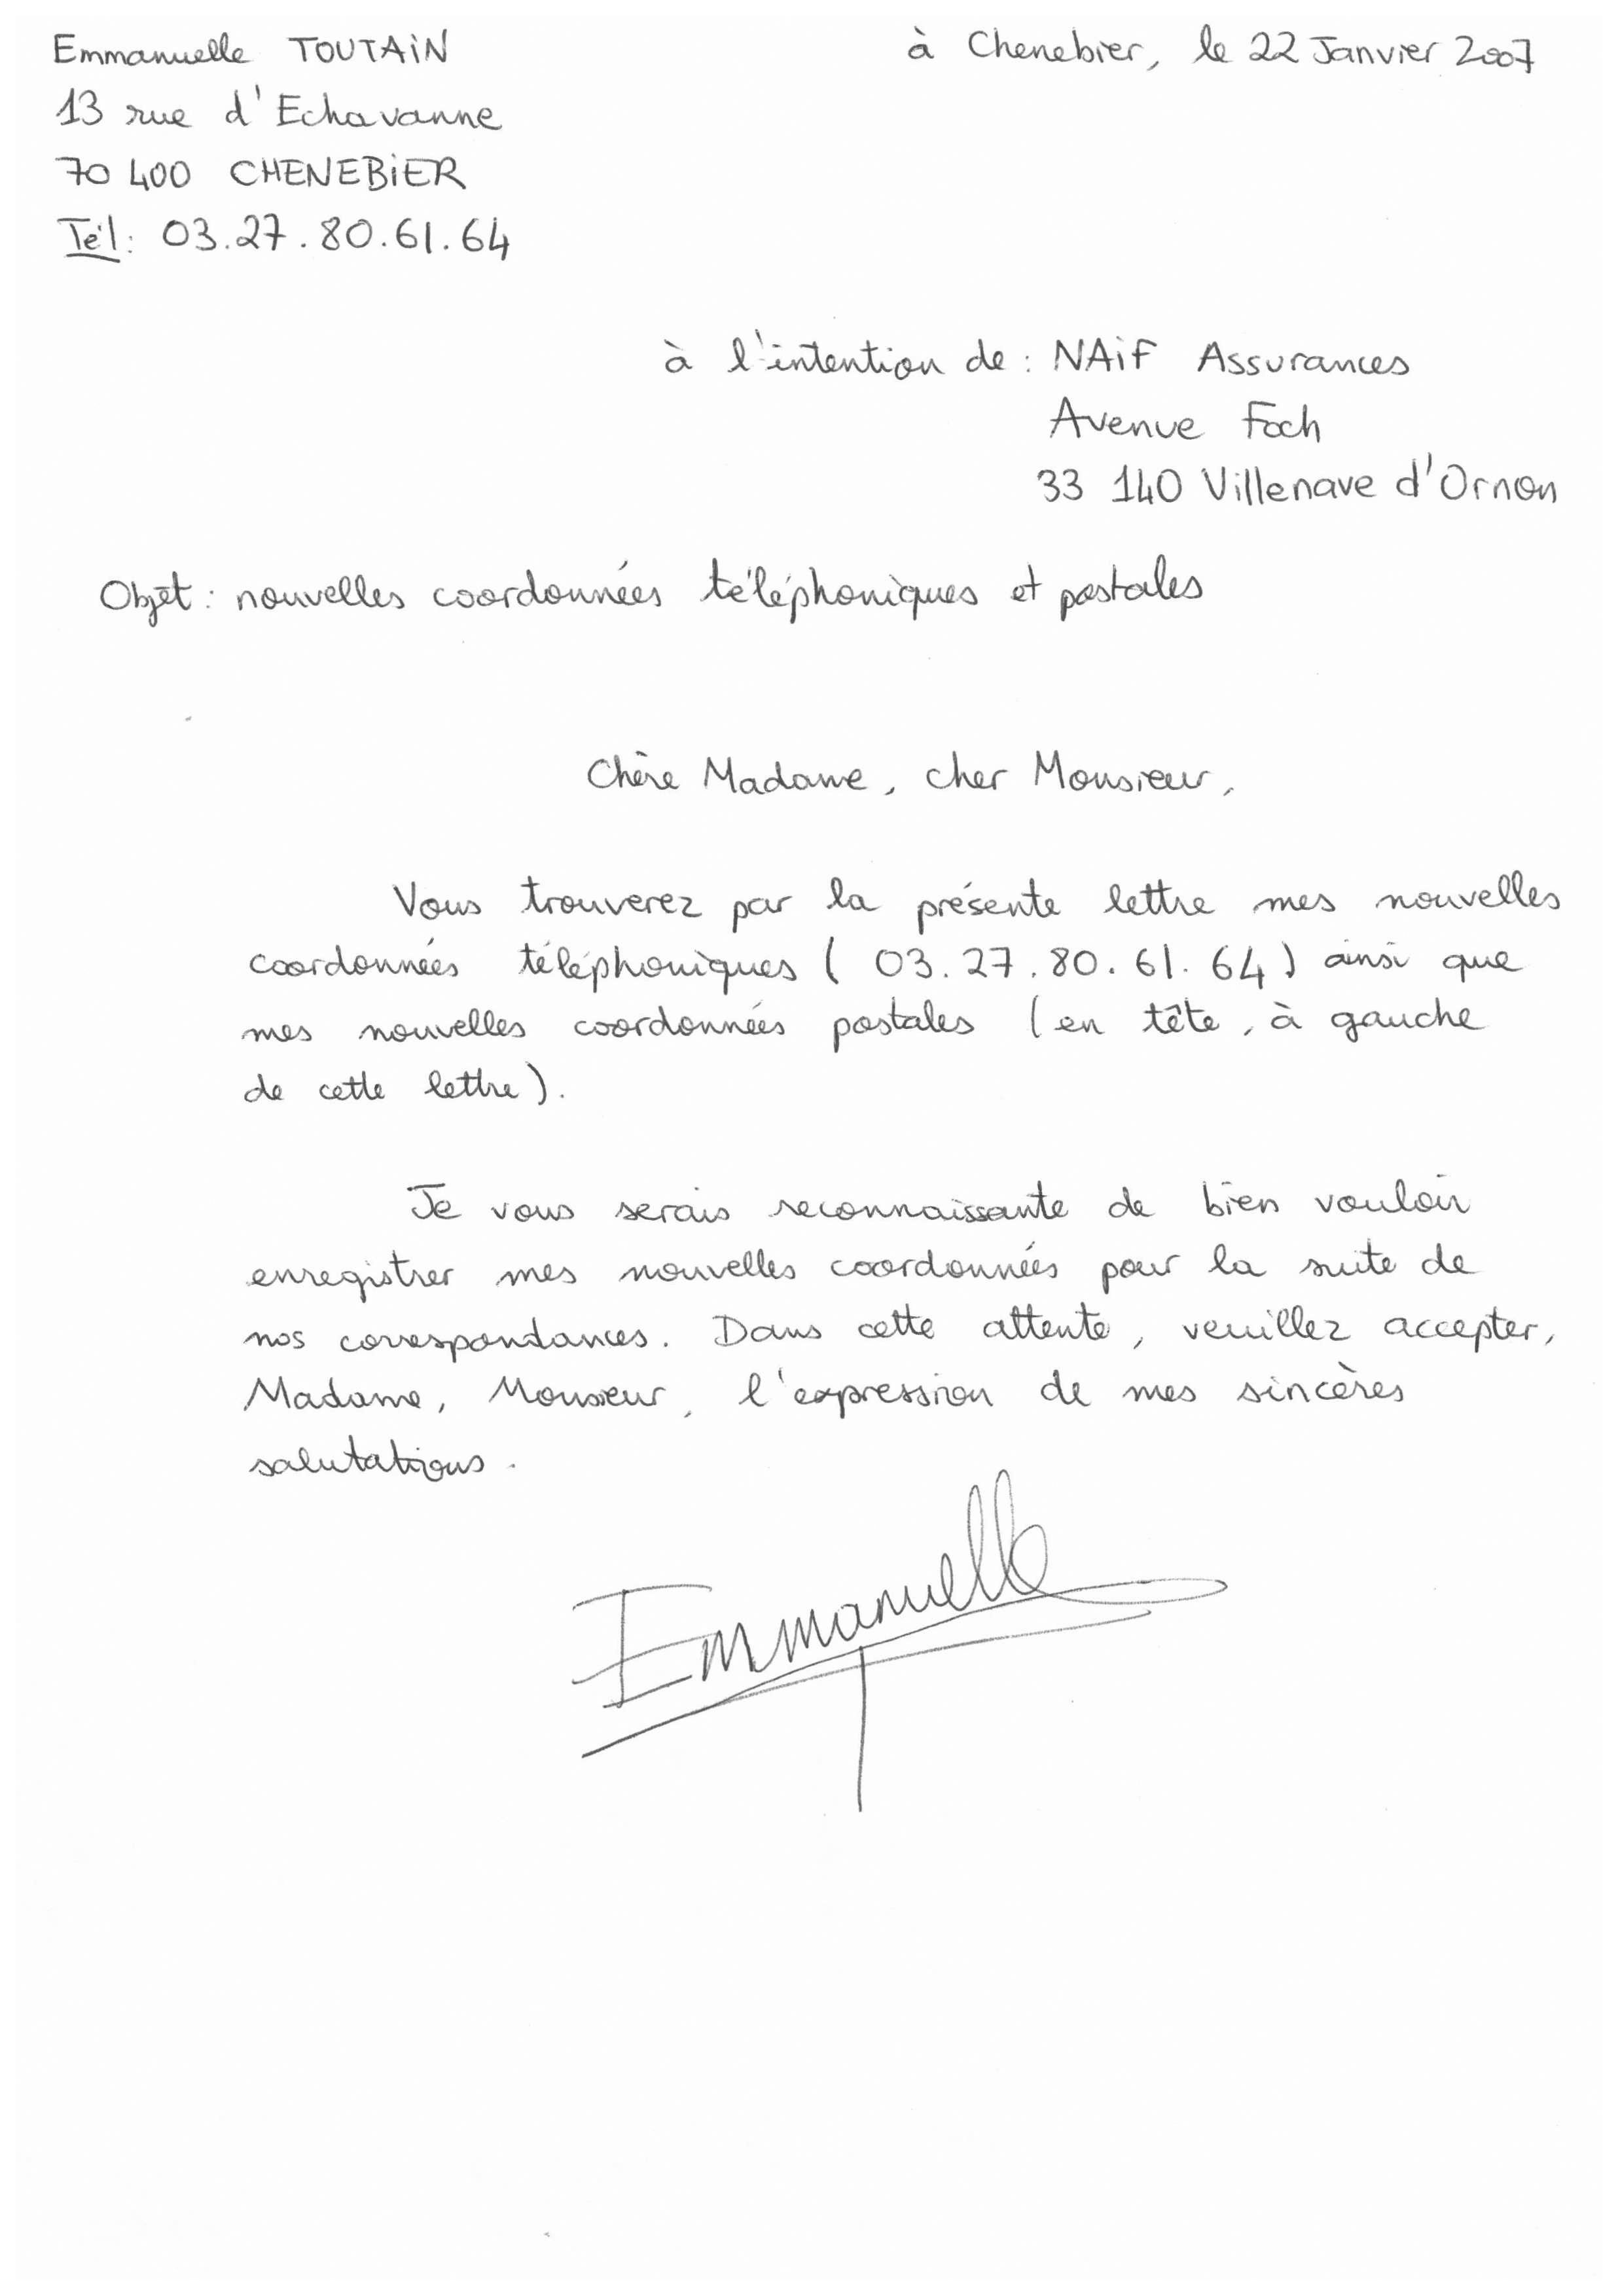 Emmanuelle TOUTAIN
à Chenebier, le 22 Janvier 2007
13 rue d'Echavanne
70 400 CHENEBIER
Tél: 03.27.80.61.64
à l'intention de : NAIF Assurances
Avenue Foch
33 140 Villenave d'Ornon
Objet : nouvelles coordonnées téléphoniques et postales
Chère Madame, cher Monsieur,
Vous trouverez par la présente lettre mes nouvelles
coordonnées téléphoniques ( 03.27.80.61.64) ainsi que
mes nouvelles coordonnées postales (en tête, à gauche
de cette lettre).
Je vous serais reconnaissante de bien vouloir
enregistrer mes nouvelles coordonnées pour la suite de
nos correspondances. Dans cette attente, veuillez accepter,
Madame, Monsieur, l'expression de mes sincères
salutations.
Emmanuelle